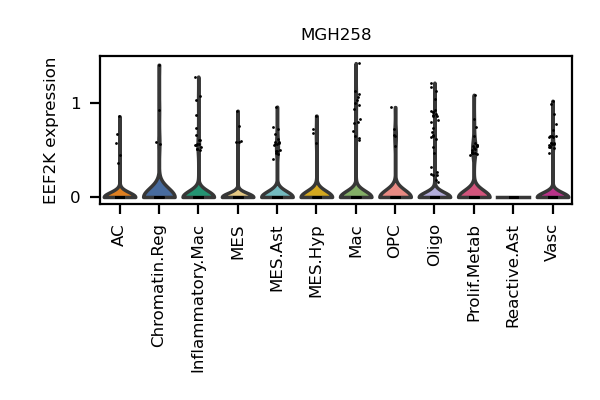 MGH258
EEF2K expression
1
0
AC
Chromatin.Reg
Inflammatory.Mac
MES
MES.Ast
MES.Hyp
Mac
OPC
Oligo
Prolif.Metab
Reactive.Ast
Vasc